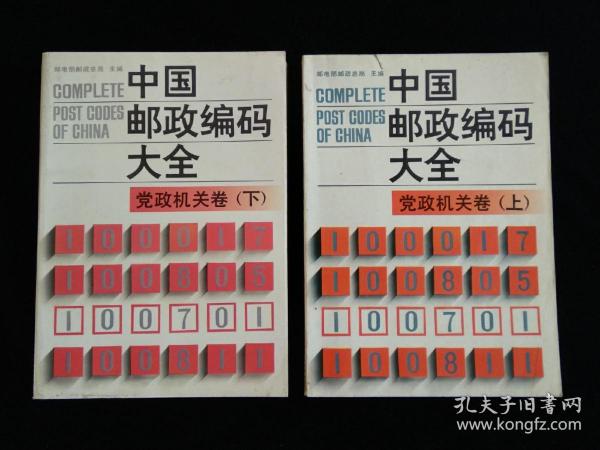 邮电部邮政总局 主编
COMPLETE
POST CODES
OF CHINA
中国
邮政编码
大全
党政机关卷（下）
100017
100805
100701
100811
邮电部邮政总局 主编
COMPLETE
POST CODES
OF CHINA
中国
邮政编码
大全
党政机关卷（上）
100017
100805
100701
100811
孔夫子旧书网
www.kongfz.com